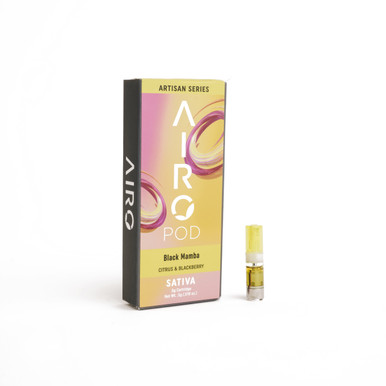 ARTISAN SERIES
AIRO
POD
Black Mamba
CITRUS & BLACKBERRY
SATIVA
AIRO